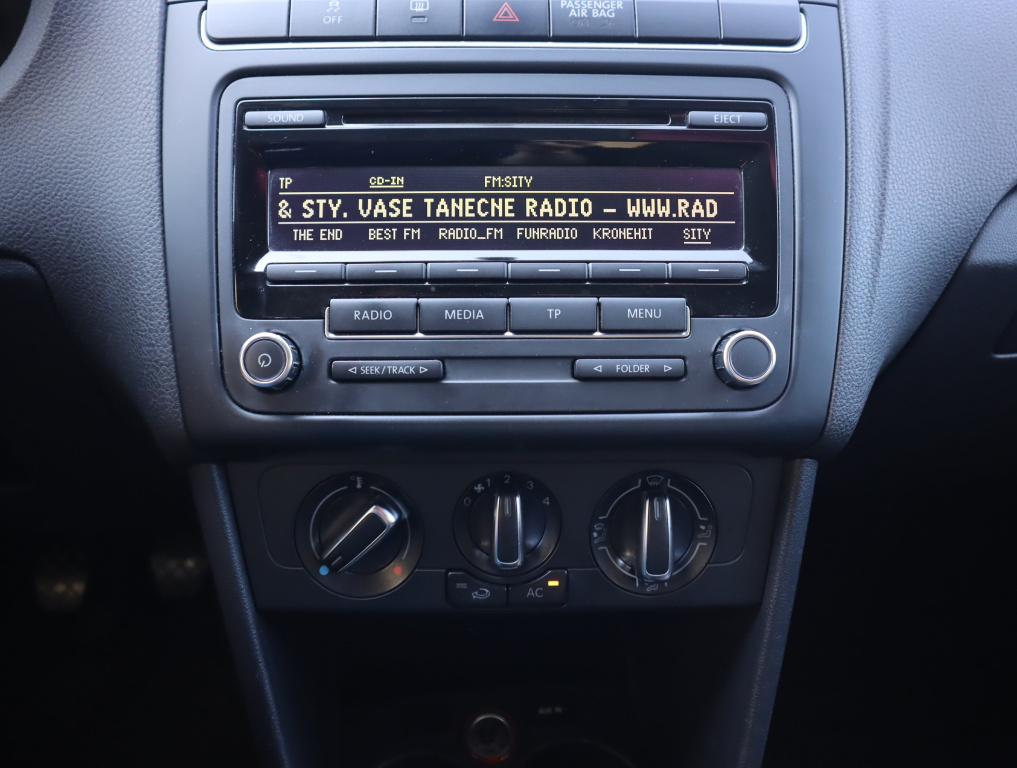 OFF
PASSENGER
AIR BAG
SOUND
EJECT
TP CD-IN FM:SITY
& STY. VASE TANECNE RADIO – WWW.RAD
THE END BEST FM RADIO_FM FUNRADIO KRONEHIT SITY
RADIO MEDIA TP MENU
SEEK/TRACK FOLDER
0 1 2 3 4
AC